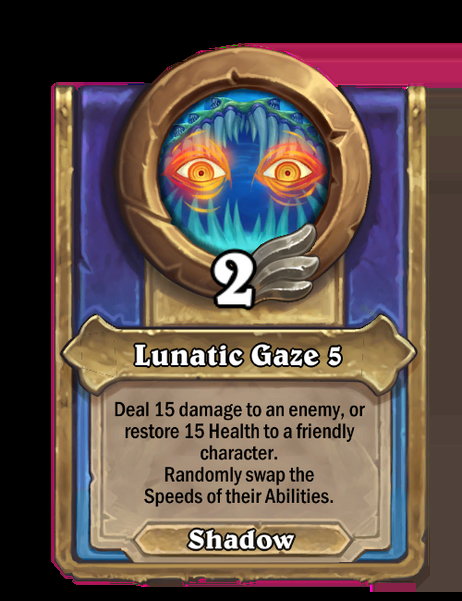 2
Lunatic Gaze 5
Deal 15 damage to an enemy, or
restore 15 Health to a friendly
character.
Randomly swap the
Speeds of their Abilities.
Shadow